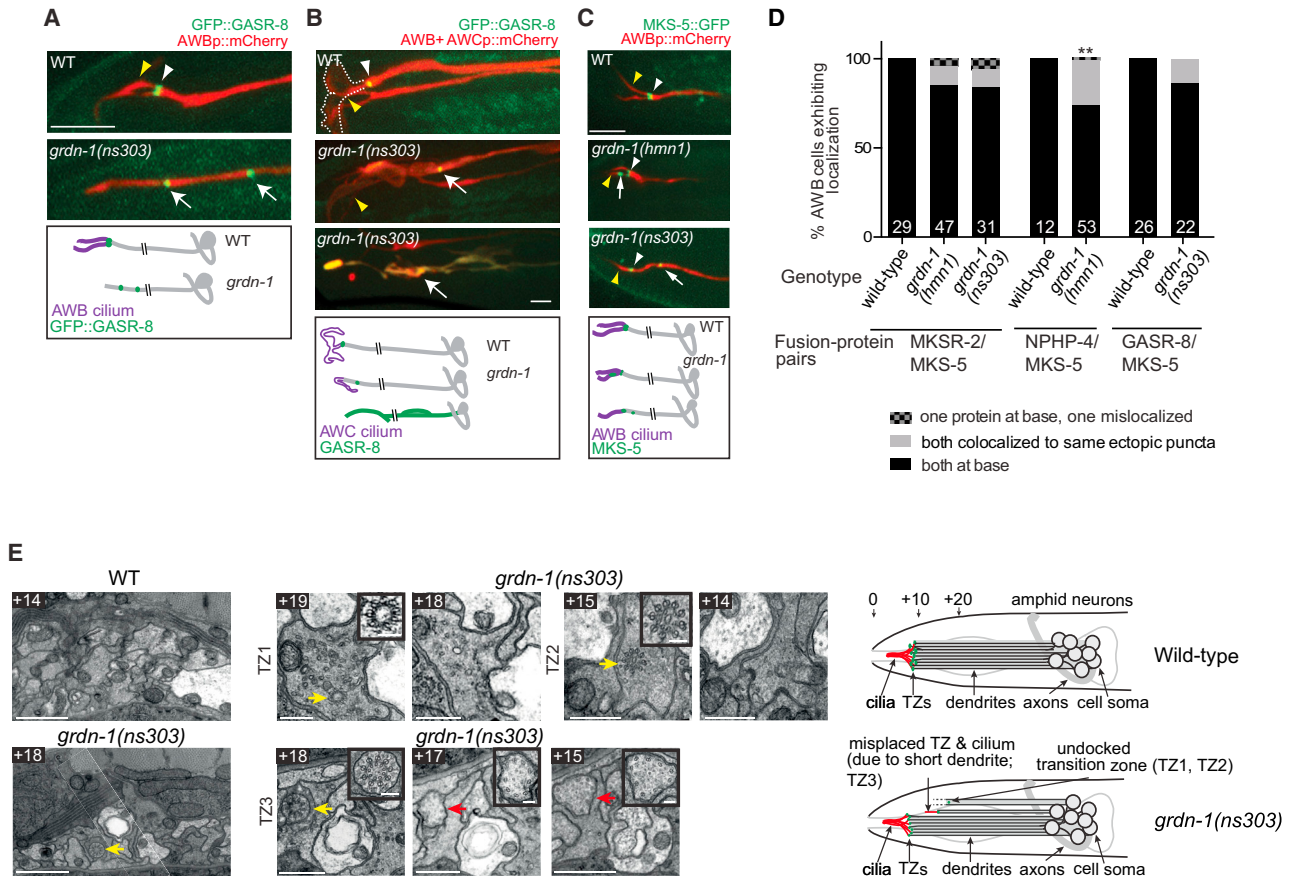 A
GFP::GASR-8
AWBp::mCherry
WT
grdn-1(ns303)
WT
grdn-1
AWB cilium
GFP::GASR-8
B
GFP::GASR-8
AWB+ AWCp::mCherry
WT
grdn-1(ns303)
grdn-1(ns303)
WT
grdn-1
AWC cilium
GASR-8
C
MKS-5::GFP
AWBp::mCherry
WT
grdn-1(hmn1)
grdn-1(ns303)
WT
grdn-1
AWB cilium
MKS-5
D
% AWB cells exhibiting
localization
100
50
0
**
29
47
31
12
53
26
22
Genotype
wild-type
grdn-1
(hmn1)
grdn-1
(ns303)
wild-type
grdn-1
(hmn1)
wild-type
grdn-1
(ns303)
Fusion-protein
pairs
MKSR-2/
MKS-5
NPHP-4/
MKS-5
GASR-8/
MKS-5
one protein at base, one mislocalized
both colocalized to same ectopic puncta
both at base
E
WT
+14
grdn-1(ns303)
+18
grdn-1(ns303)
TZ1
+19
+18
TZ2
+15
+14
grdn-1(ns303)
TZ3
+18
+17
+15
0
+10
+20
amphid neurons
Wild-type
cilia
TZs
dendrites
axons
cell soma
misplaced TZ & cilium
(due to short dendrite;
TZ3)
undocked
transition
zone (TZ1, TZ2)
grdn-1(ns303)
cilia
TZs
dendrites
axons
cell soma